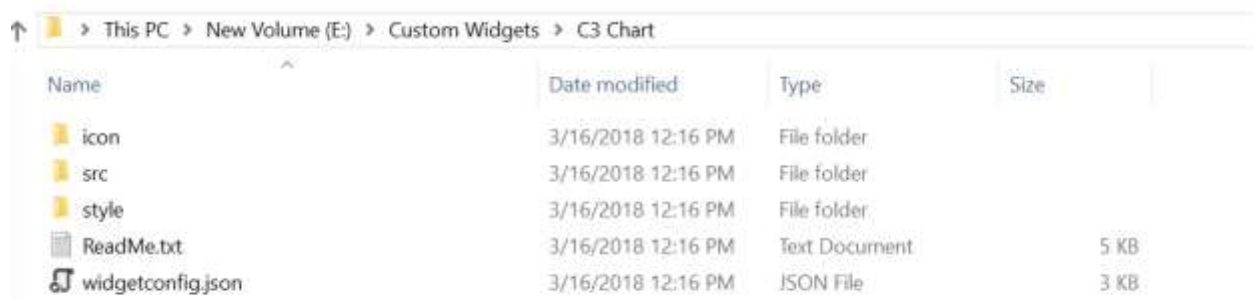 This PC > New Volume (E:) > Custom Widgets > C3 Chart
Name Date modified Type Size
icon 3/16/2018 12:16 PM File folder
src 3/16/2018 12:16 PM File folder
style 3/16/2018 12:16 PM File folder
ReadMe.txt 3/16/2018 12:16 PM Text Document 5 KB
widgetconfig.json 3/16/2018 12:16 PM JSON File 3 KB